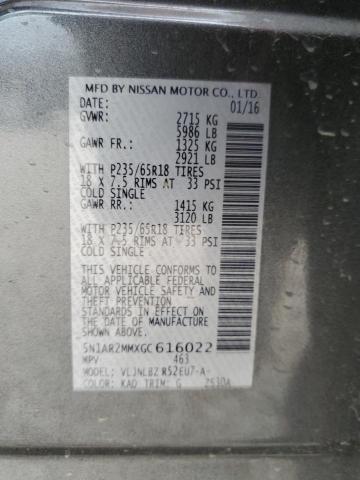 MFD BY NISSAN MOTOR CO., LTD.
DATE: 01/16
GVWR: 2715 KG
5986 LB
GAWR FR.: 1325 KG
2921 LB
WITH P235/65R18 TIRES
18 X 7.5 RIMS AT 33 PSI
COLD SINGLE
GAWR RR.: 1415 KG
3120 LB
WITH P235/65R18 TIRES
18 X 7.5 RIMS AT 33 PSI
COLD SINGLE
THIS VEHICLE CONFORMS TO
ALL APPLICABLE FEDERAL
MOTOR VEHICLE SAFETY AND
THEFT PREVENTION
STANDARDS IN EFFECT ON
THE DATE OF MANUFACTURE
SHOWN ABOVE.
5N1AR2MMXGC616022
MPV 463
MODEL: R52EU7-A-
COLOR: KAD TRIM: G